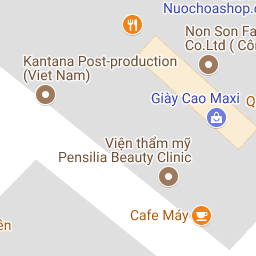 Nuochoashop.c
Non Son Fa
Co.Ltd ( Côn
Kantana Post-production
(Viet Nam)
Giày Cao Maxi
Q
Viện thẩm mỹ
Pensilia Beauty Clinic
Cafe Máy
ên